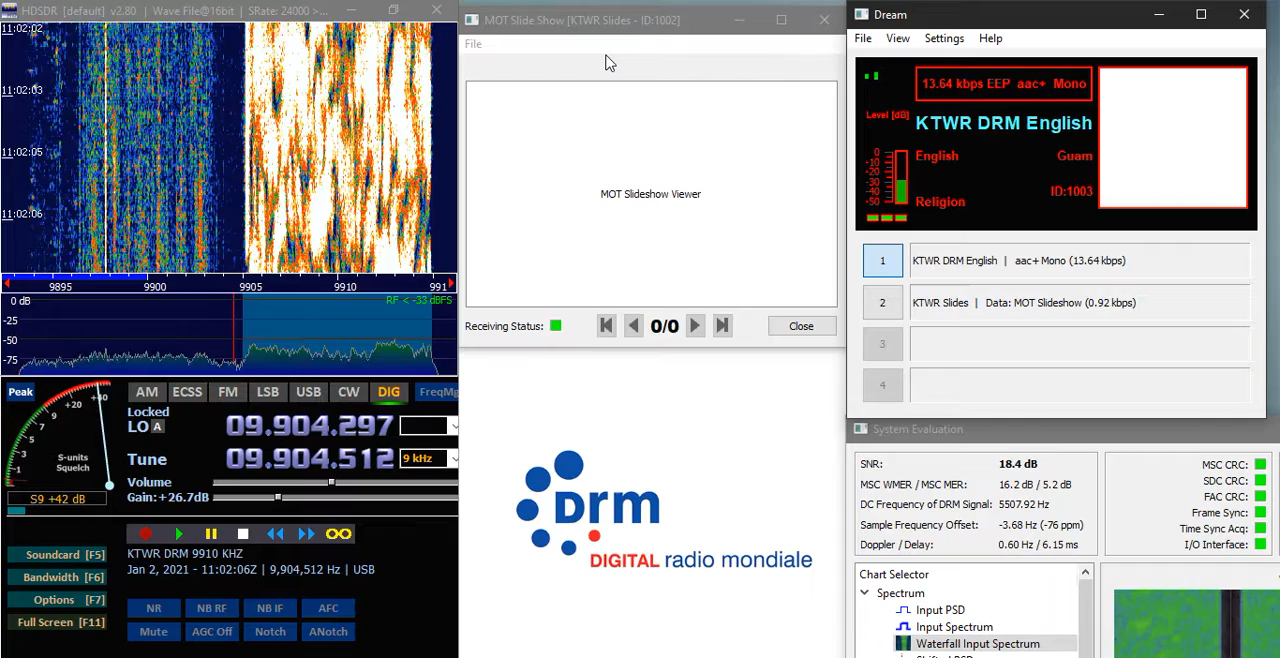 HDSDR [default] v2.80 | Wave File@16bit | SRate: 24000 >...
11:02:02
11:02:03
11:02:05
11:02:06
9895 9900 9905 9910 991
0 dB
RF < -33 dBFS
-25
-50
-75
Peak
1 3 5 7 9 +20 +40
S-units
Squelch
S9 +42 dB
AM ECSS FM LSB USB CW DIG FreqMg
Locked
LO A 09.904.297
Tune 09.904.512 9 kHz
Volume
Gain:+26.7dB
KTWR DRM 9910 KHZ
Jan 2, 2021 - 11:02:06Z | 9,904,512 Hz | USB
Soundcard [F5]
Bandwidth [F6]
Options [F7]
Full Screen [F11]
NR NB RF NB IF AFC
Mute AGC Off Notch ANotch
MOT Slide Show [KTWR Slides - ID:1002]
File
MOT Slideshow Viewer
Receiving Status: 0/0 Close
Drm
DIGITAL radio mondiale
Dream
File View Settings Help
13.64 kbps EEP aac+ Mono
Level [dB]
KTWR DRM English
0
-10
-20
-30
-40
-50
English Guam
ID:1003
Religion
1 KTWR DRM English | aac+ Mono (13.64 kbps)
2 KTWR Slides | Data: MOT Slideshow (0.92 kbps)
3
4
System Evaluation
SNR: 18.4 dB
MSC WMER / MSC MER: 16.2 dB / 5.2 dB
DC Frequency of DRM Signal: 5507.92 Hz
Sample Frequency Offset: -3.68 Hz (-76 ppm)
Doppler / Delay: 0.60 Hz / 6.15 ms
MSC CRC:
SDC CRC:
FAC CRC:
Frame Sync:
Time Sync Acq:
I/O Interface:
Chart Selector
Spectrum
Input PSD
Input Spectrum
Waterfall Input Spectrum
Shifted PSD